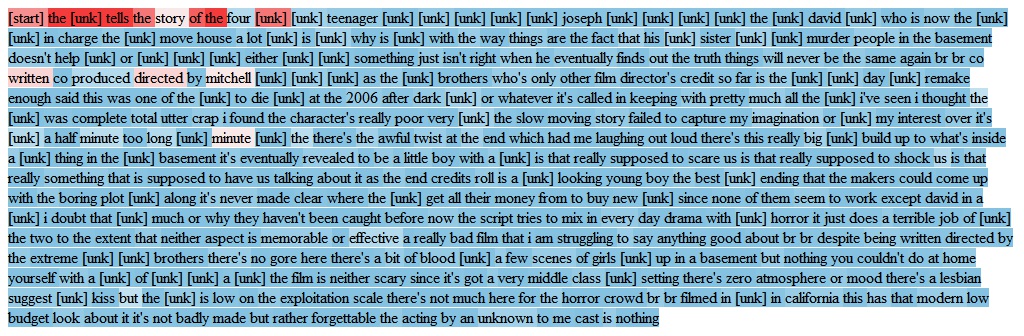 [start] the [unk] tells the story of the four [unk] [unk] teenager [unk] [unk] [unk] [unk] [unk] joseph [unk] [unk] [unk] [unk] the [unk] david [unk] who is now the [unk]
[unk] in charge the [unk] move house a lot [unk] is [unk] why is [unk] with the way things are the fact that his [unk] sister [unk] [unk] murder people in the basement
doesn't help [unk] or [unk] [unk] [unk] either [unk] something just isn't right when he eventually finds out the truth things will never be the same again br br co
written co produced directed by mitchell [unk] [unk] [unk] as the [unk] brothers who's only other film director's credit so far is the [unk] day [unk] remake
enough said this was one of the [unk] to die [unk] at the 2006 after dark [unk] or whatever it's called in keeping with pretty much all the [unk] i've seen i thought the
[unk] was complete total utter crap i found the character's really poor very [unk] the slow moving story failed to capture my imagination or [unk] my interest over it's
[unk] a half minute too long [unk] minute [unk] the there's the awful twist at the end which had me laughing out loud there's this really big [unk] build up to what's inside
a [unk] thing in the [unk] basement it's eventually revealed to be a little boy with a [unk] is that really supposed to scare us is that really supposed to shock us is that
really something that is supposed to have us talking about it as the end credits roll is a [unk] looking young boy the best [unk] ending that the makers could come up
with the boring plot [unk] along it's never made clear where the [unk] get all their money from to buy new [unk] since none of them seem to work except david in a
[unk] i doubt that [unk] much or why they haven't been caught before now the script tries to mix in every day drama with [unk] horror it just does a terrible job of [unk]
the two to the extent that neither aspect is memorable or effective a really bad film that i am struggling to say anything good about br br despite being written directed by
the extreme [unk] [unk] brothers there's no gore here there's a bit of blood [unk] a few scenes of girls [unk] up in a basement but nothing you couldn't do at home
yourself with a [unk] of [unk] [unk] a [unk] the film is neither scary since it's got a very middle class [unk] setting there's zero atmosphere or mood there's a lesbian
suggest [unk] kiss but the [unk] is low on the exploitation scale there's not much here for the horror crowd br br filmed in [unk] in california this has that modern low
budget look about it it's not badly made but rather forgettable the acting by an unknown to me cast is nothing